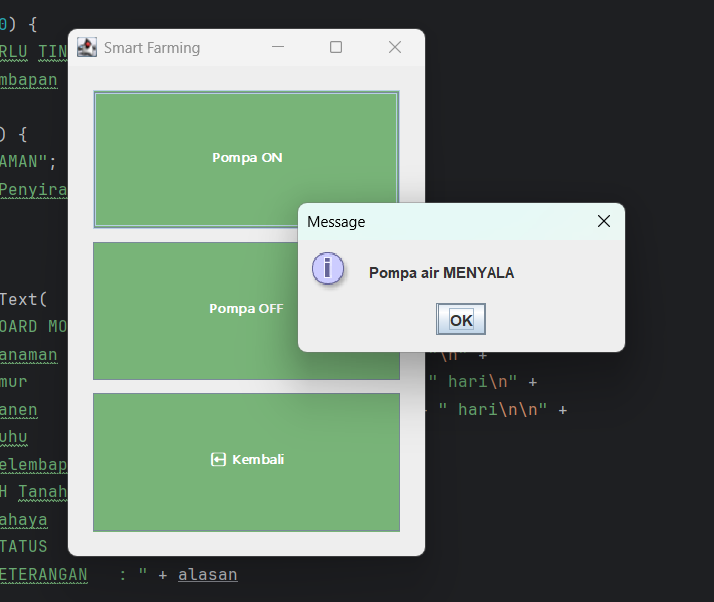 0) {
RLU TIN
mbapan
) {
AMAN";
Penyira
Text(
OARD MO
anaman
mur
anen
uhu
elembap
H Tanah
ahaya
TATUS
ETERANGAN   : " + alasan
Smart Farming
Pompa ON
Pompa OFF
Kembali
Message
Pompa air MENYALA
OK
"\n" +
" hari\n" +
+ " hari\n\n" +